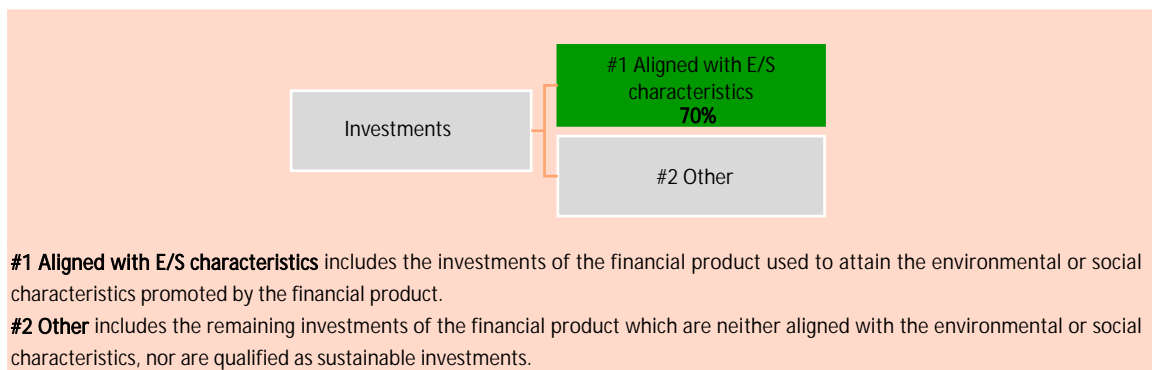 #1 Aligned with E/S
characteristics
70%
Investments
#2 Other
#1 Aligned with E/S characteristics includes the investments of the financial product used to attain the environmental or social
characteristics promoted by the financial product.
#2 Other includes the remaining investments of the financial product which are neither aligned with the environmental or social
characteristics, nor are qualified as sustainable investments.